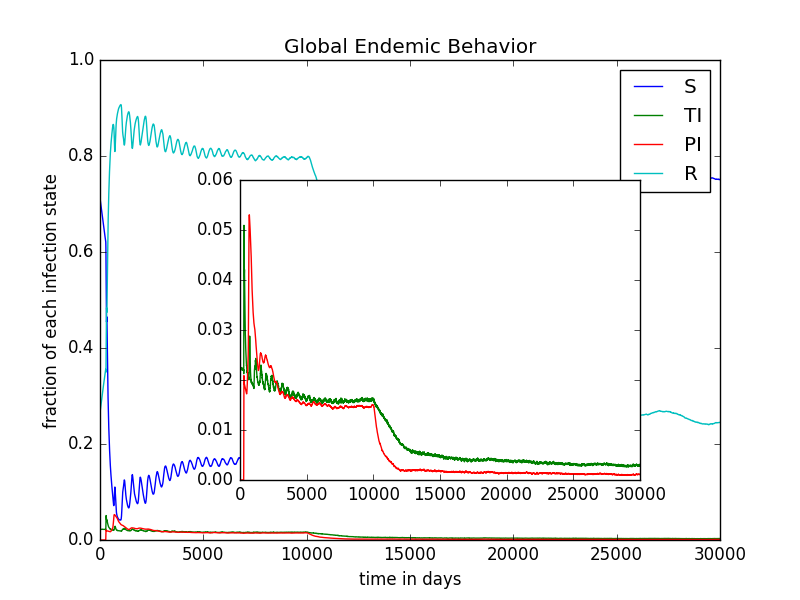 Global Endemic Behavior
fraction of each infection state
1.0
0.8
0.6
0.4
0.2
0.0
0 5000 10000 15000 20000 25000 30000
time in days
S
TI
PI
R
0.06
0.05
0.04
0.03
0.02
0.01
0.00
0 5000 10000 15000 20000 25000 30000